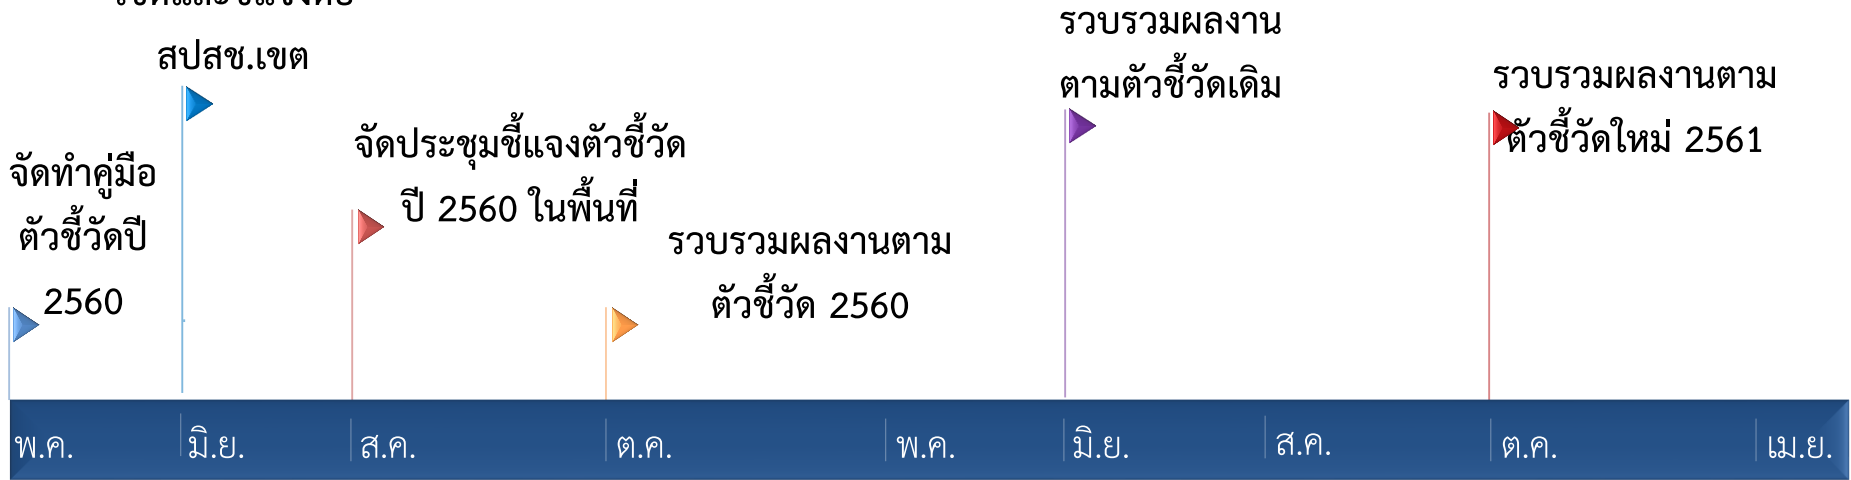 สปสช.เขต
จัดทำคู่มือ
ตัวชี้วัดปี
2560
จัดประชุมชี้แจงตัวชี้วัด
ปี 2560 ในพื้นที่
รวบรวมผลงานตาม
ตัวชี้วัด 2560
รวบรวมผลงาน
ตามตัวชี้วัดเดิม
รวบรวมผลงานตาม
ตัวชี้วัดใหม่ 2561
พ.ค. มิ.ย. ส.ค. ต.ค. พ.ค. มิ.ย. ส.ค. ต.ค. เม.ย.